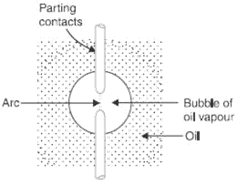 Parting
contacts
Arc
Bubble of
oil vapour
Oil